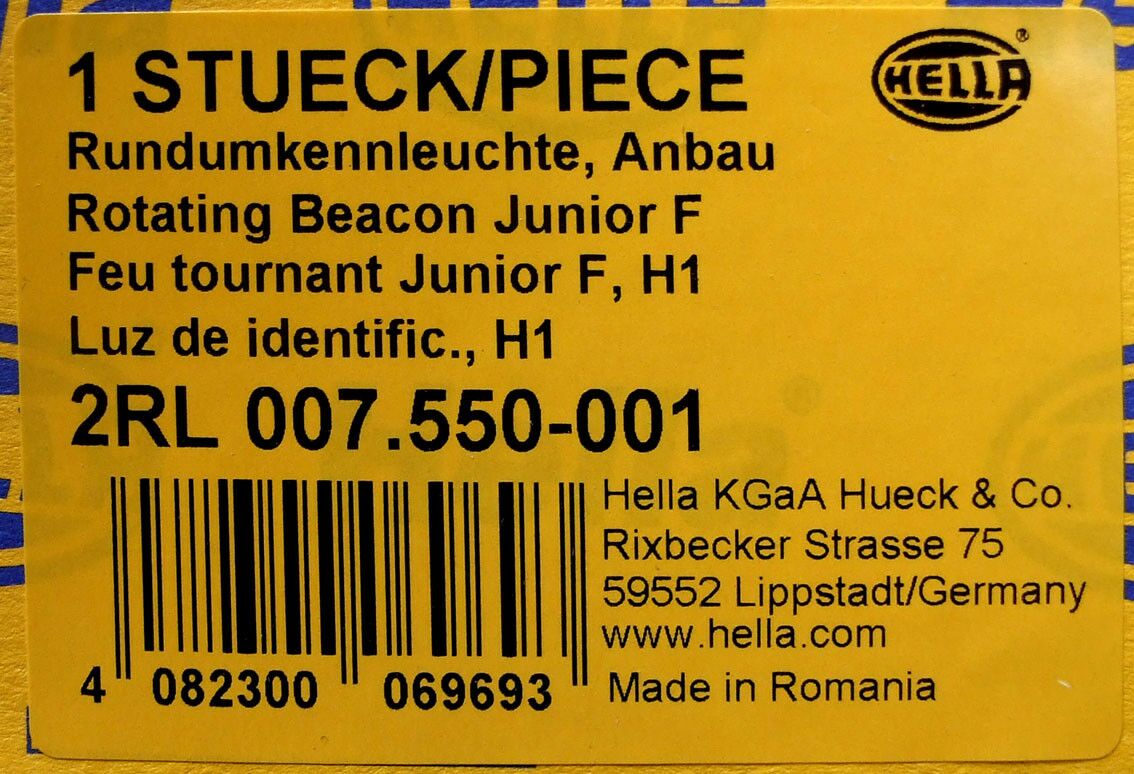 1 STUECK/PIECE
HELLA®
Rundumkennleuchte, Anbau
Rotating Beacon Junior F
Feu tournant Junior F, H1
Luz de identific., H1
2RL 007.550-001
Hella KGaA Hueck & Co.
Rixbecker Strasse 75
59552 Lippstadt/Germany
www.hella.com
Made in Romania
4 082300 069693